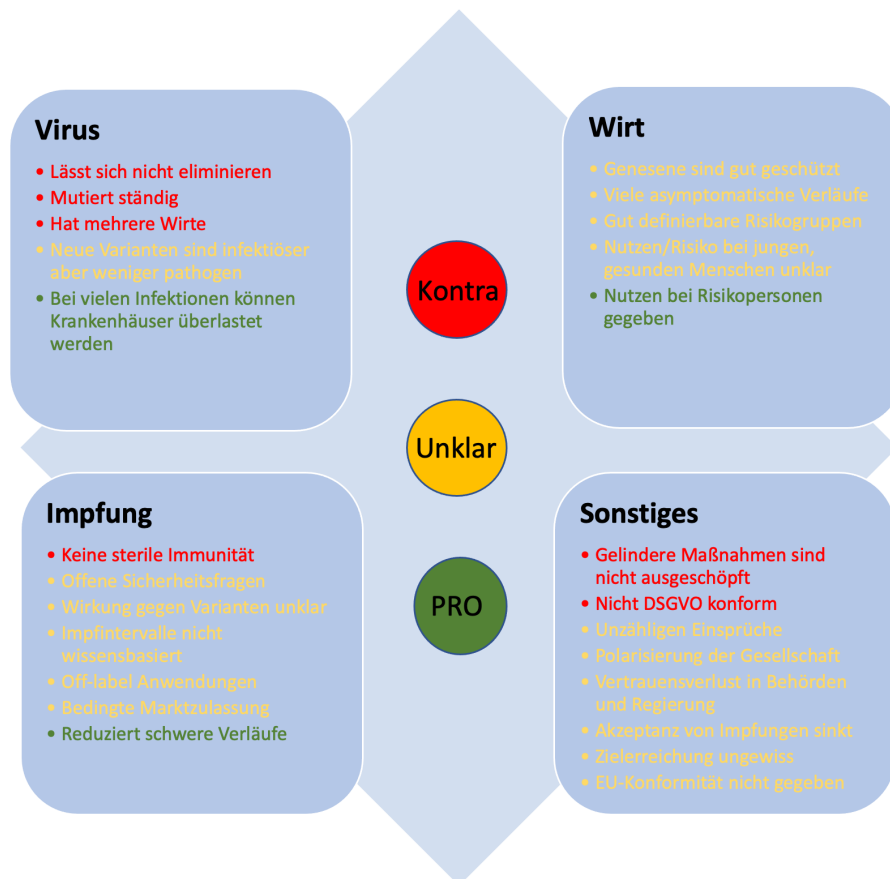 Virus
• Lässt sich nicht eliminieren
• Mutiert ständig
• Hat mehrere Wirte
• Neue Varianten sind infektiöser
aber weniger pathogen
• Bei vielen Infektionen können
Krankenhäuser überlastet
werden
Wirt
• Genesene sind gut geschützt
• Viele asymptomatische Verläufe
• Gut definierbare Risikogruppen
• Nutzen/Risiko bei jungen,
gesunden Menschen unklar
• Nutzen bei Risikopersonen
gegeben
Kontra
Unklar
PRO
Impfung
• Keine sterile Immunität
• Offene Sicherheitsfragen
• Wirkung gegen Varianten unklar
• Impfintervalle nicht
wissensbasiert
• Off-label Anwendungen
• Bedingte Marktzulassung
• Reduziert schwere Verläufe
Sonstiges
• Gelindere Maßnahmen sind
nicht ausgeschöpft
• Nicht DSGVO konform
• Unzähligen Einsprüche
• Polarisierung der Gesellschaft
• Vertrauensverlust in Behörden
und Regierung
• Akzeptanz von Impfungen sinkt
• Zielerreichung ungewiss
• EU-Konformität nicht gegeben